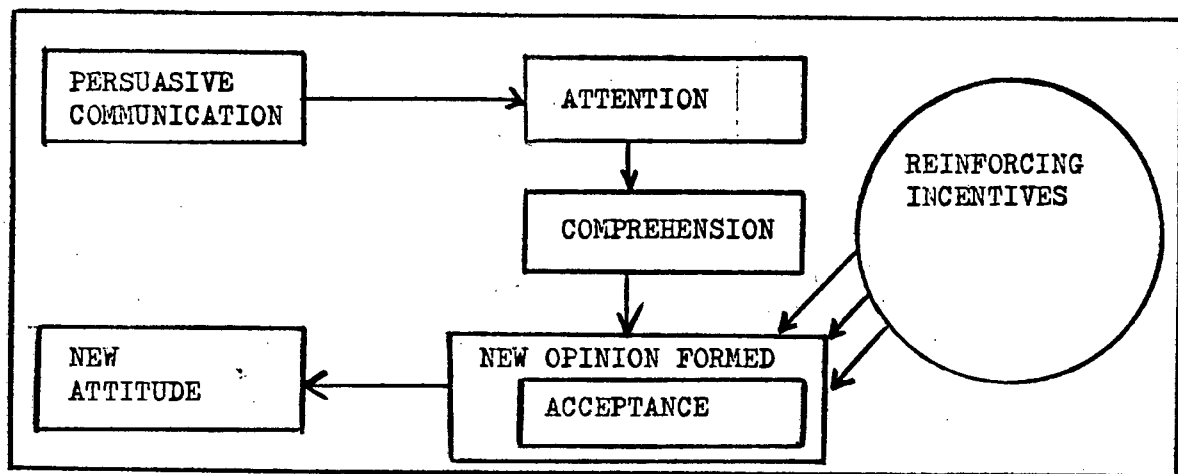 PERSUASIVE
COMMUNICATION
ATTENTION
COMPREHENSION
REINFORCING
INCENTIVES
NEW OPINION FORMED
ACCEPTANCE
NEW
ATTITUDE